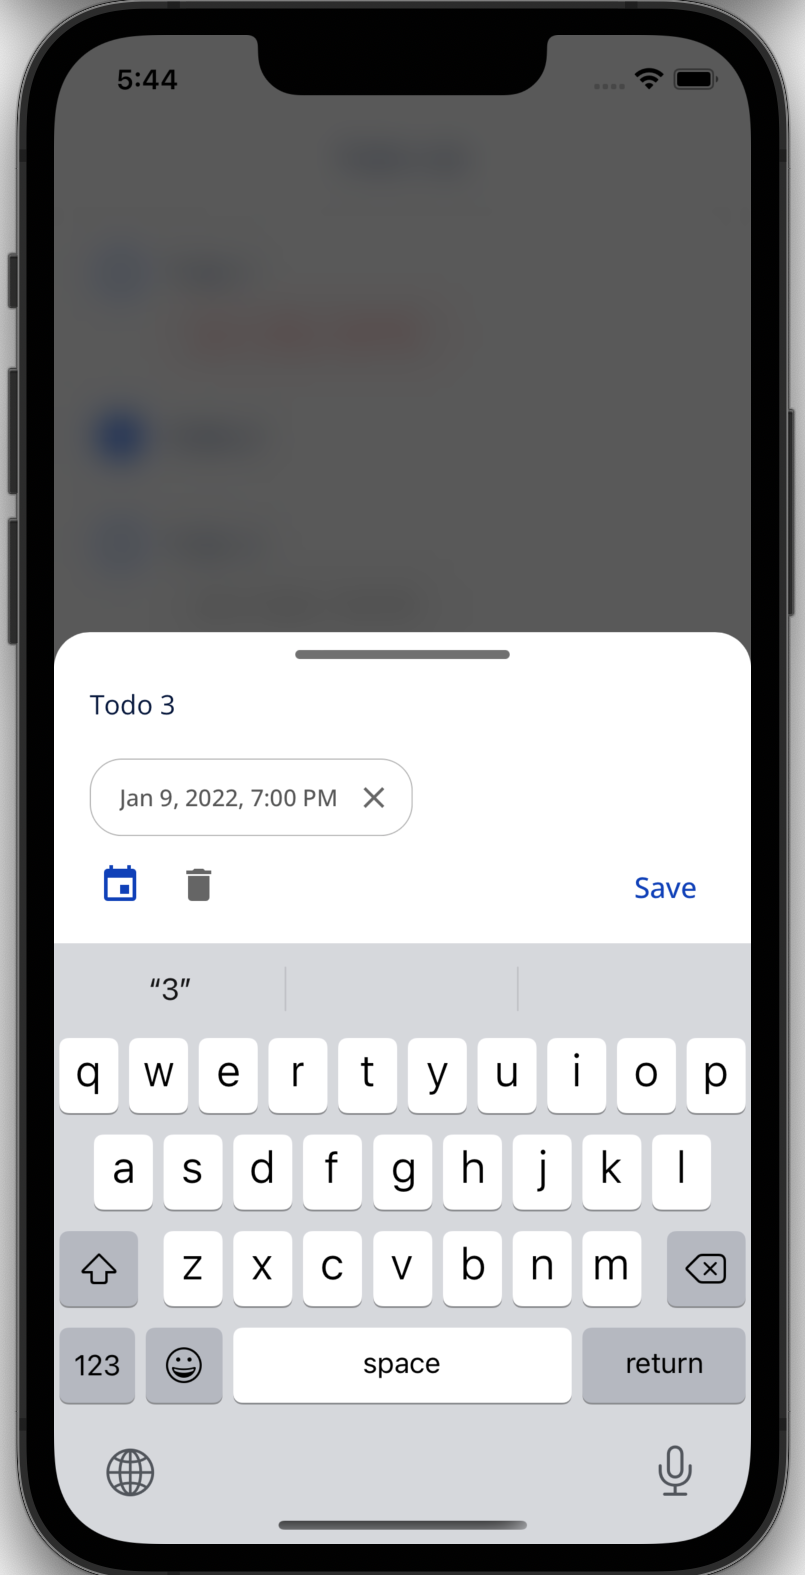 5:44
Todo 3
Jan 9, 2022, 7:00 PM
Save
“3”
q w e r t y u i o p
a s d f g h j k l
z x c v b n m
123 space return